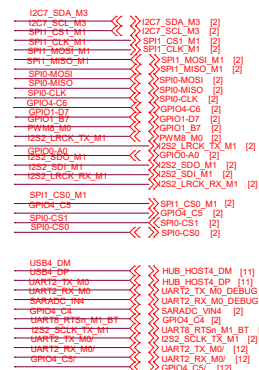 I2C7_SDA_M3
I2C7_SCL_M3 I2C7_SDA_M3 [2]
SPI1_CS1_M1 I2C7_SCL_M3 [2]
SPI1_CLK_M1 SPI1_CS1_M1 [2]
SPI1_MOSI_M1 SPI1_CLK_M1 [2]
SPI1_MISO_M1 SPI1_MOSI_M1 [2]
SPI0-MOSI SPI1_MISO_M1 [2]
SPI0-MISO SPI0-MOSI [2]
SPI0-CLK SPI0-MISO [2]
GPIO4-C6 SPI0-CLK [2]
GPIO1-D7 GPIO4-C6 [2]
GPIO1_B7 GPIO1-D7 [2]
PWM8_M0 GPIO1_B7 [2]
I2S2_LRCK_TX_M1 PWM8_M0 [2]
GPIO0-A0 I2S2_LRCK_TX_M1 [2]
I2S2_SDO_M1 GPIO0-A0 [2]
I2S2_SDI_M1 I2S2_SDO_M1 [2]
I2S2_LRCK_RX_M1 I2S2_SDI_M1 [2]
I2S2_LRCK_RX_M1 [2]
SPI1_CS0_M1
GPIO4_C5 SPI1_CS0_M1 [2]
GPIO4_C5 [2]
SPI0-CS1 SPI0-CS1 [2]
SPI0-CS0 SPI0-CS0 [2]
USB4_DM
USB4_DP HUB_HOST4_DM [11]
UART2_TX_M0 HUB_HOST4_DP [11]
UART2_RX_M0 UART2_TX_M0_DEBUG
SARADC_IN4 UART2_RX_M0_DEBUG
GPIO4_C4 SARADC_VIN4 [2]
UART8_RTSn_M1_BT GPIO4_C4 [2]
I2S2_SCLK_TX_M1 UART8_RTSn_M1_BT
UART2_TX_M0/ I2S2_SCLK_TX_M1 [2]
UART2_RX_M0/ UART2_TX_M0/ [12]
GPIO4_C5/ UART2_RX_M0/ [12]
GPIO4_C5/ [12]